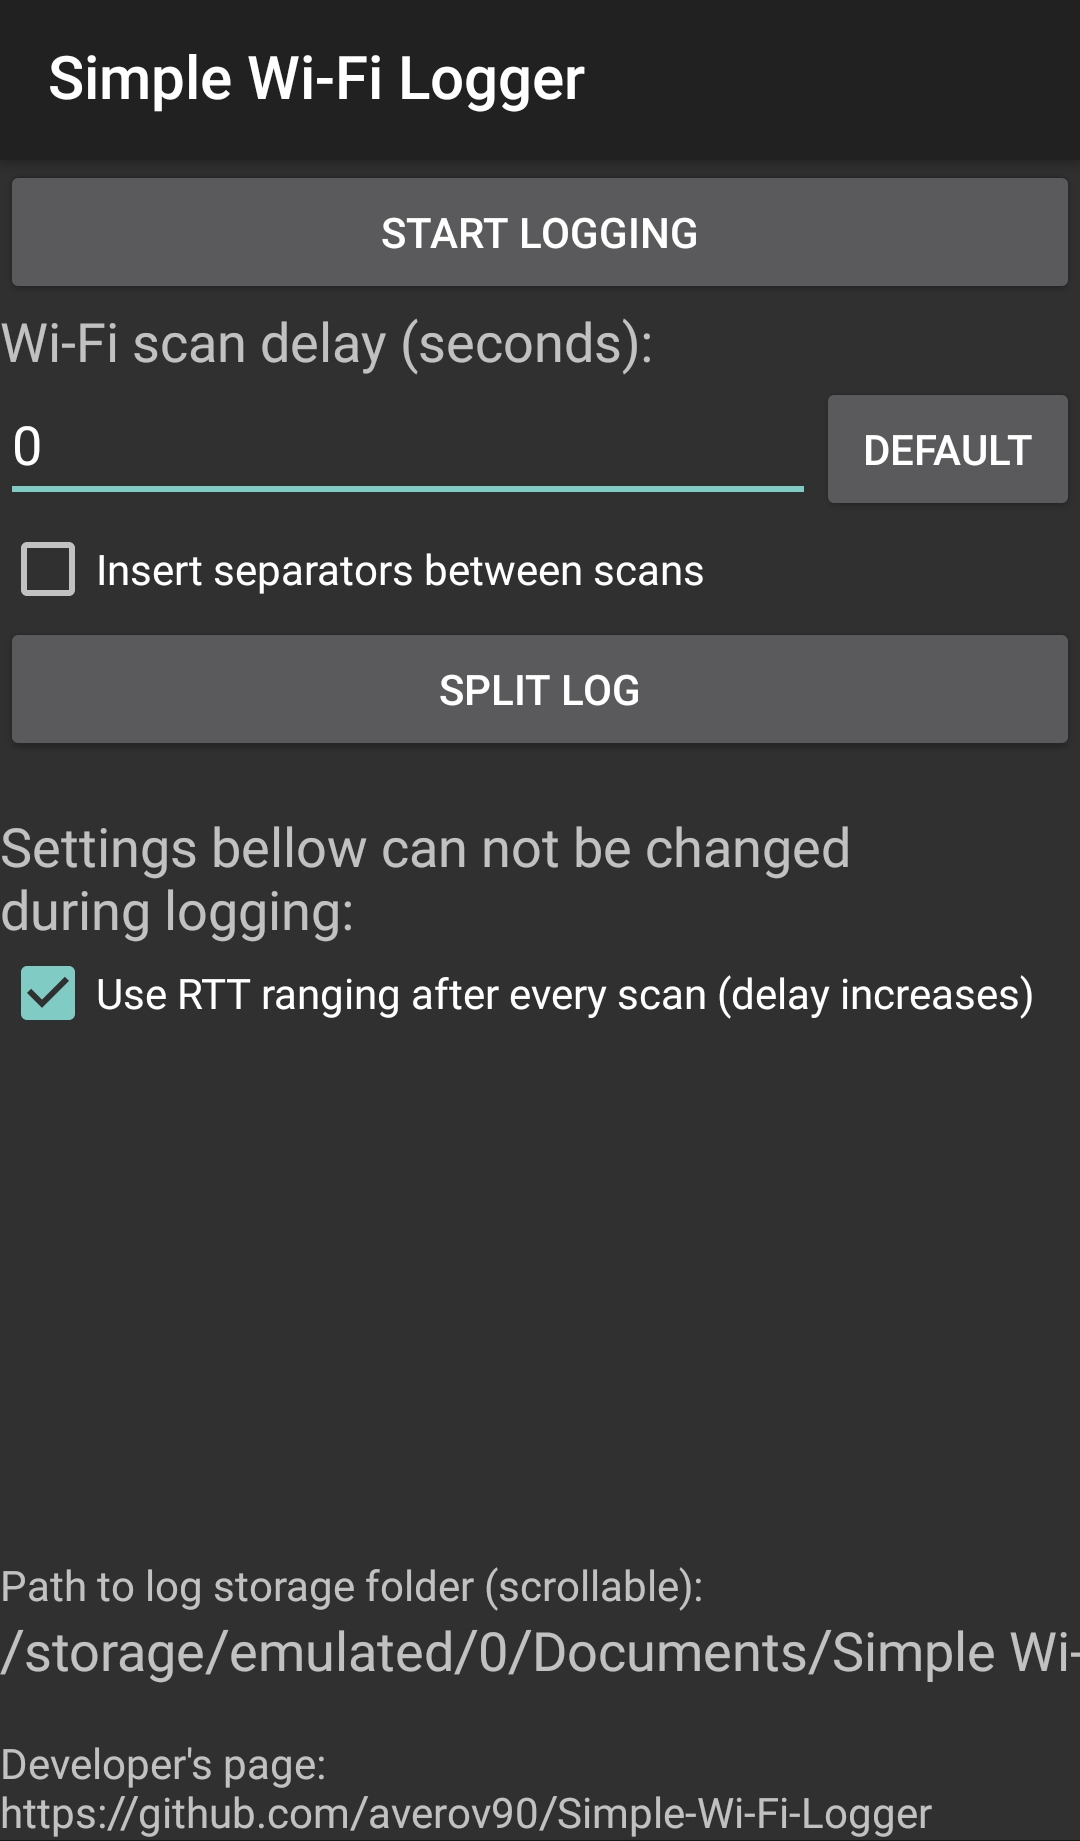 Simple Wi-Fi Logger
START LOGGING
Wi-Fi scan delay (seconds):
0
DEFAULT
Insert separators between scans
SPLIT LOG
Settings bellow can not be changed
during logging:
Use RTT ranging after every scan (delay increases)
Path to log storage folder (scrollable):
/storage/emulated/0/Documents/Simple Wi-
Developer's page:
https://github.com/averov90/Simple-Wi-Fi-Logger